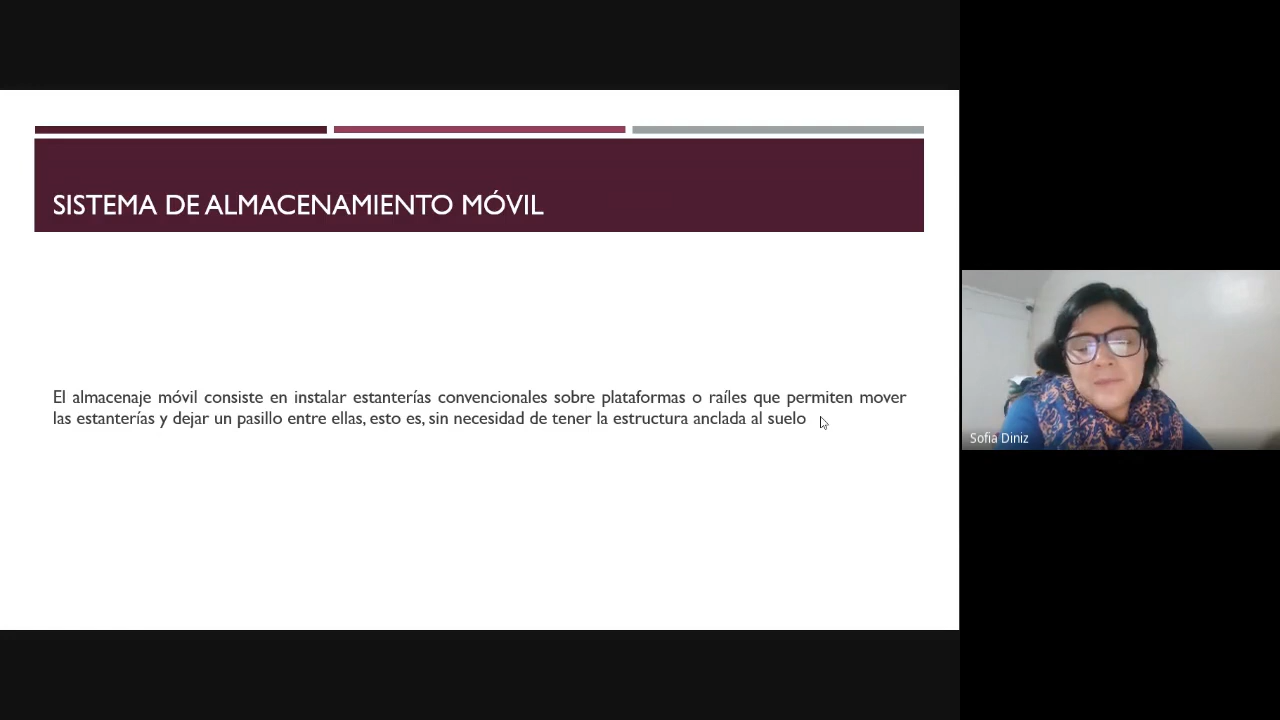 SISTEMA DE ALMACENAMIENTO MÓVIL
El almacenaje móvil consiste en instalar estanterías convencionales sobre plataformas o raíles que permiten mover
las estanterías y dejar un pasillo entre ellas, esto es, sin necesidad de tener la estructura anclada al suelo
Sofia Diniz